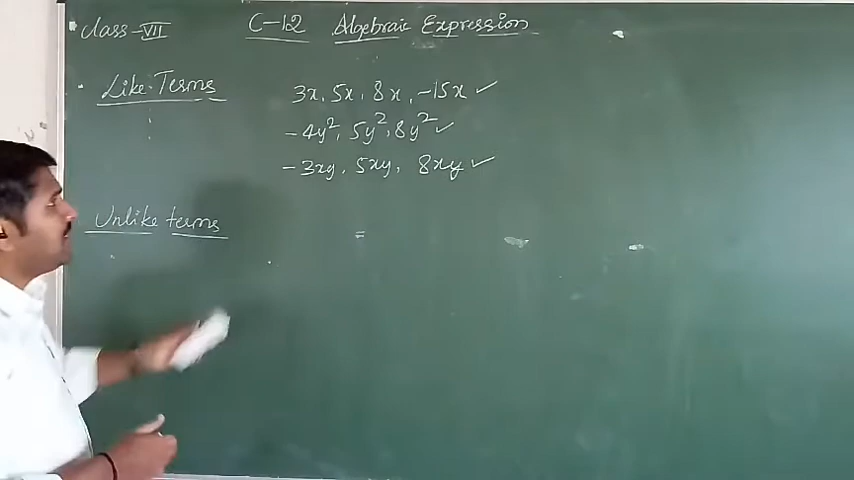 Class-VII C-12 Algebraic Expression
Like Terms 3x, 5x, 8x, -15x ✓
-4y², 5y², 8y² ✓
-3xy, 5xy, 8xy ✓
Unlike terms =